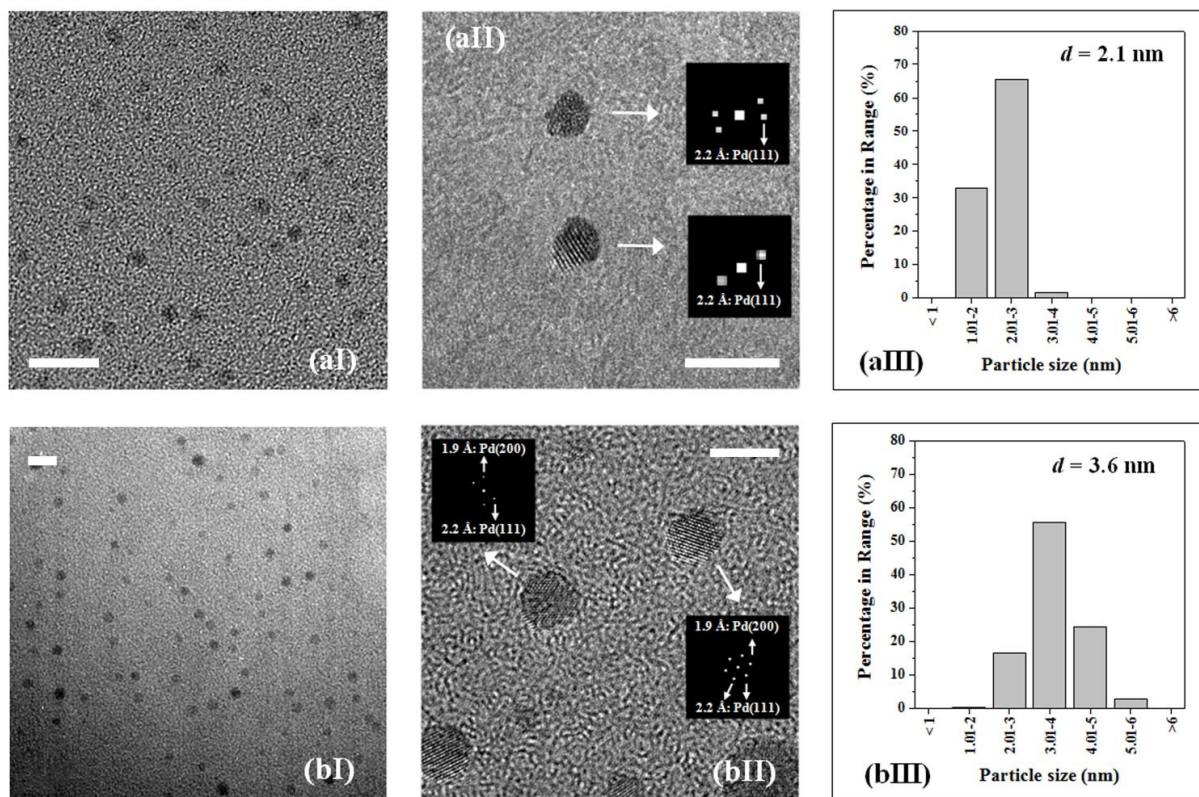 (aI)
(aII)
2.2 Å: Pd(111)
2.2 Å: Pd(111)
d = 2.1 nm
Percentage in Range (%)
80
70
60
50
40
30
20
10
0
< 1
1.01-2
2.01-3
3.01-4
4.01-5
5.01-6
>6
Particle size (nm)
(aIII)
(bI)
1.9 Å: Pd(200)
2.2 Å: Pd(111)
1.9 Å: Pd(200)
2.2 Å: Pd(111)
(bII)
d = 3.6 nm
Percentage in Range (%)
80
70
60
50
40
30
20
10
0
< 1
1.01-2
2.01-3
3.01-4
4.01-5
5.01-6
>6
Particle size (nm)
(bIII)